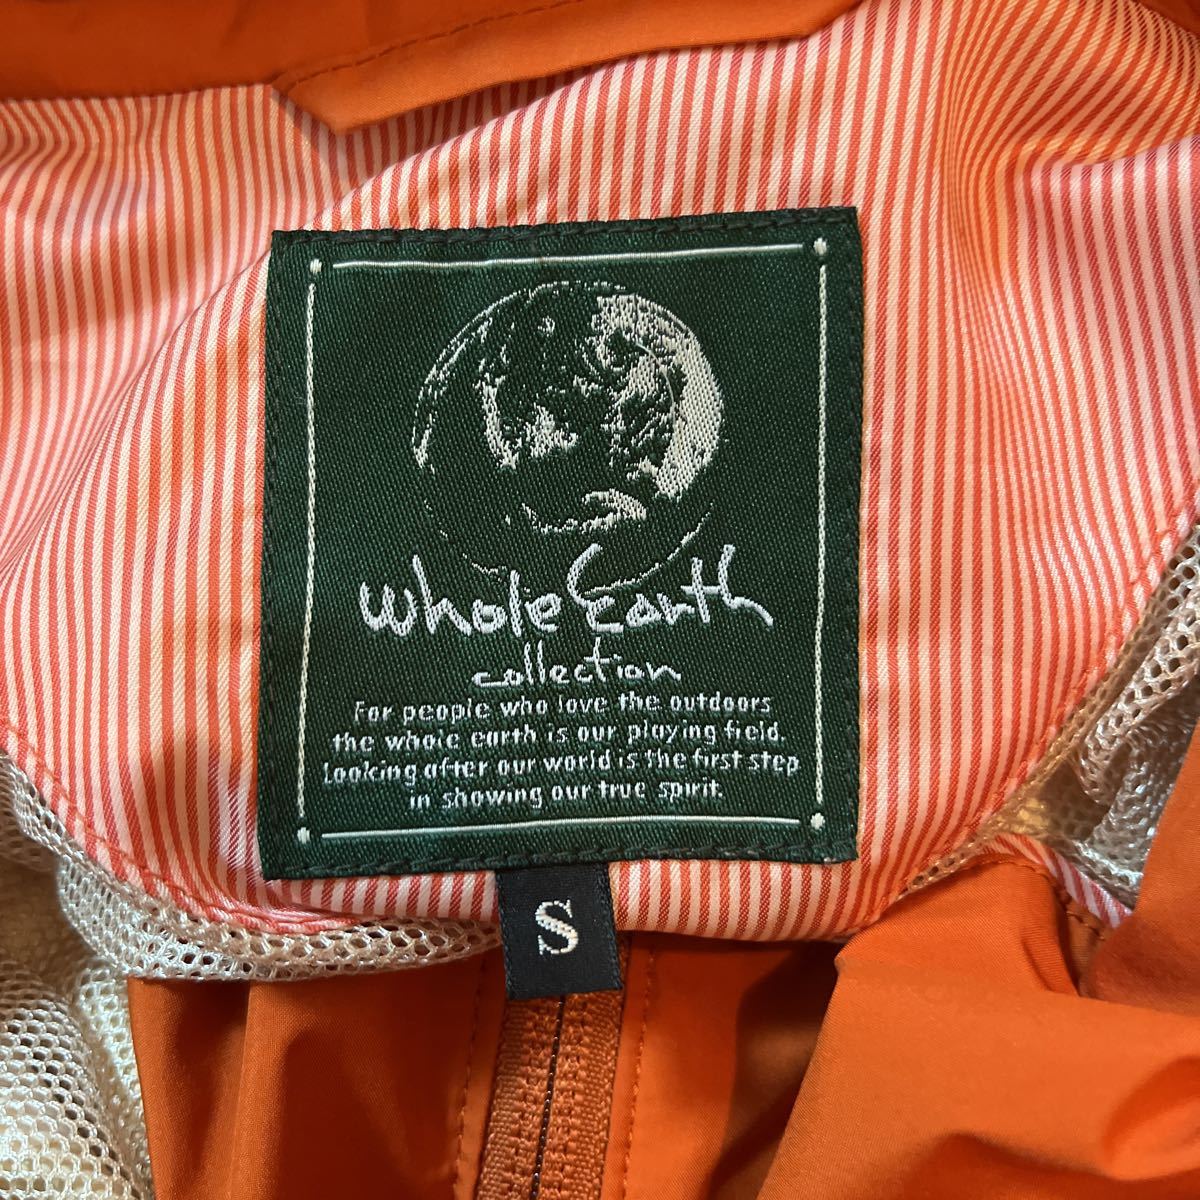 Whole Earth
collection
For people who love the outdoors
the whole earth is our playing field.
Looking after our world is the first step
in showing our true spirit.
S